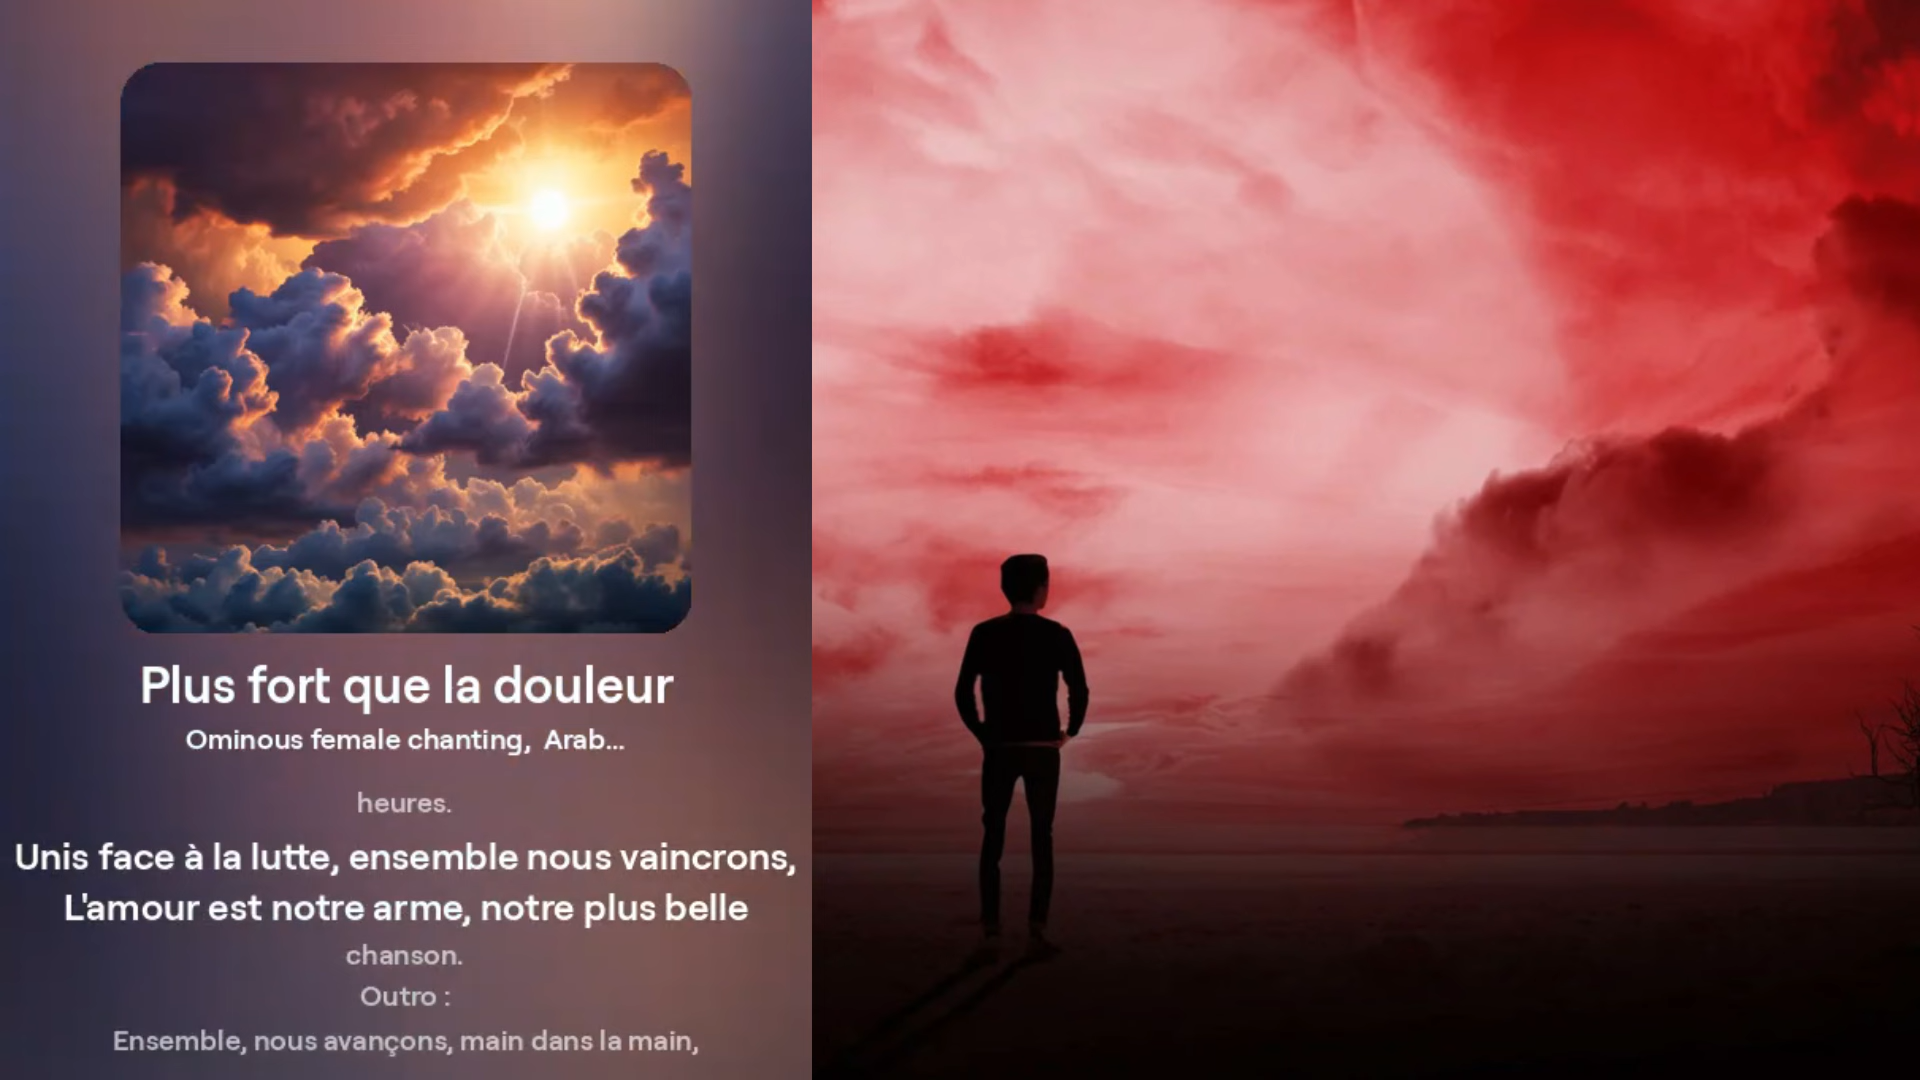 Plus fort que la douleur
Ominous female chanting, Arab...
heures.
Unis face à la lutte, ensemble nous vaincrons,
L'amour est notre arme, notre plus belle
chanson.
Outro :
Ensemble, nous avançons, main dans la main,